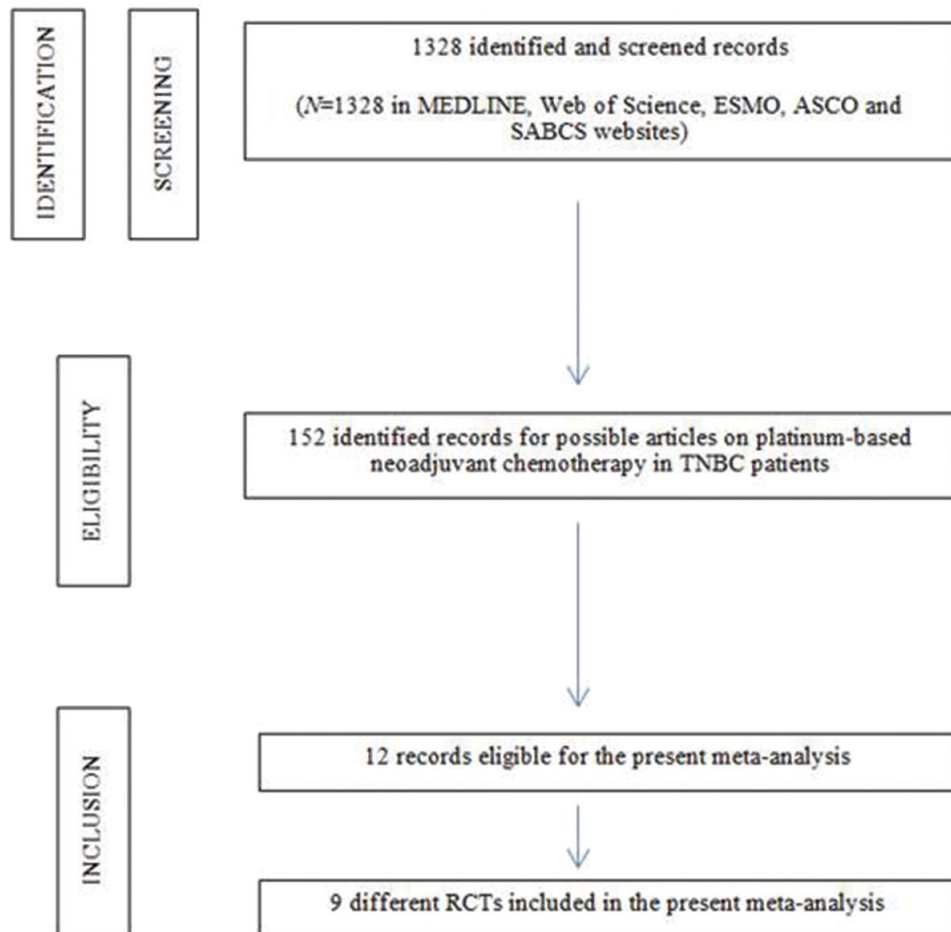 IDENTIFICATION
SCREENING
1328 identified and screened records
(N=1328 in MEDLINE, Web of Science, ESMO, ASCO and
SABCS websites)
ELIGIBILITY
152 identified records for possible articles on platinum-based
neoadjuvant chemotherapy in TNBC patients
INCLUSION
12 records eligible for the present meta-analysis
9 different RCTs included in the present meta-analysis